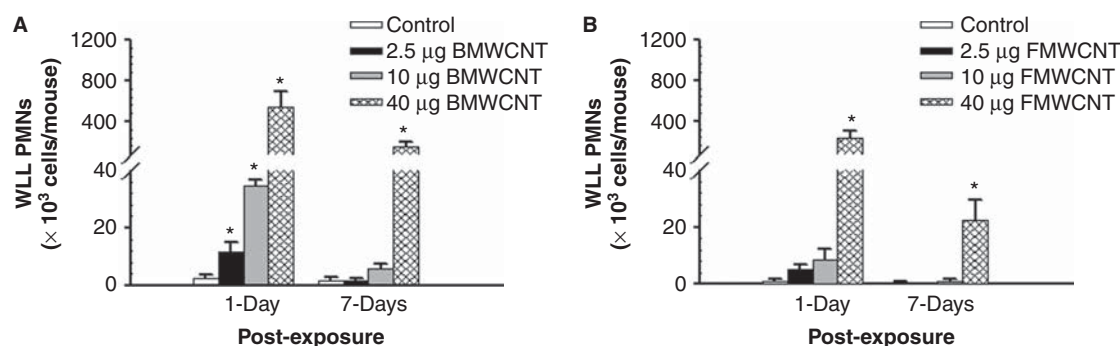 A
WLL PMNs
(× 10³ cells/mouse)
1200
800
400
40
20
0
Control
2.5 μg BMWCNT
10 μg BMWCNT
40 μg BMWCNT
*
*
*
*
1-Day
7-Days
Post-exposure
B
WLL PMNs
(× 10³ cells/mouse)
1200
800
400
40
20
0
Control
2.5 μg FMWCNT
10 μg FMWCNT
40 μg FMWCNT
*
*
1-Day
7-Days
Post-exposure